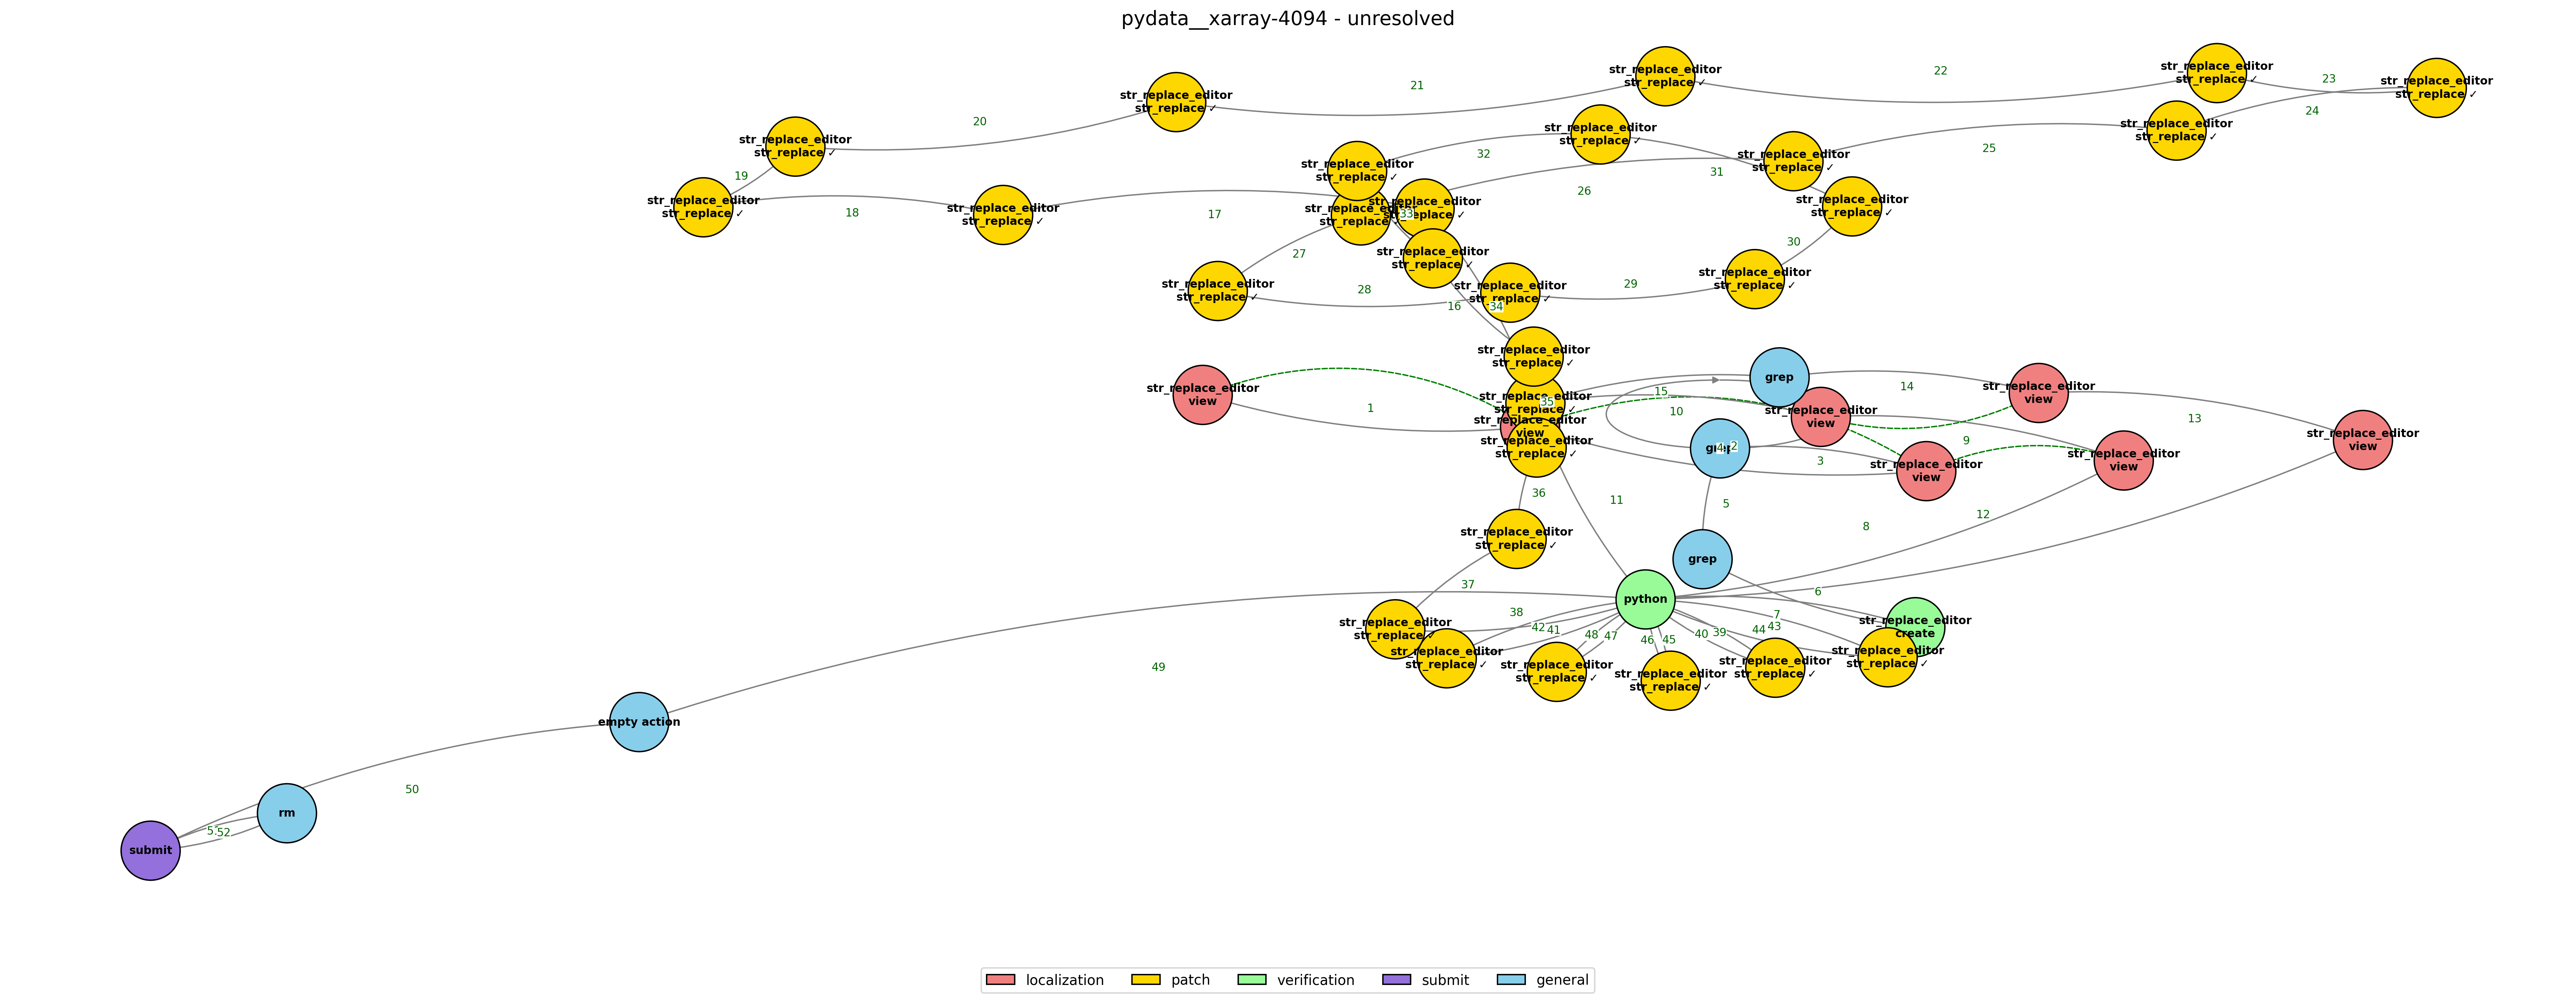 pydata__xarray-4094 - unresolved
str_replace_editor
str_replace ✓
str_replace_editor
str_replace ✓
str_replace_editor
str_replace ✓
str_replace_editor
str_replace ✓
22
23
21
24
str_replace_editor
str_replace ✓
20
str_replace_editor
str_replace ✓
str_replace_editor
str_replace ✓
str_replace_editor
str_replace ✓
25
32
str_replace_editor
str_replace ✓
str_replace_editor
str_replace ✓
19
31
26
str_replace_editor
str_replace ✓
18
str_replace_editor
str_replace ✓
17
str_replace ✓
33
str_replace ✓
str_replace_editor
str_replace ✓
30
27
str_replace_editor
str_replace ✓
str_replace_editor
str_replace ✓
28
16
34
str_replace_editor
str_replace ✓
29
str_replace_editor
str_replace ✓
str_replace_editor
str_replace ✓
grep
14
str_replace_editor
view
str_replace_editor
view
1
15
10
35
str_replace_editor
str_replace ✓
str_replace_editor
view
13
str_replace_editor
view
str_replace_editor
view
str_replace_editor
str_replace ✓
4
2
9
3
str_replace_editor
view
str_replace_editor
view
36
11
5
12
8
str_replace_editor
str_replace ✓
grep
37
6
python
38
7
str_replace_editor
create
str_replace_editor
str_replace ✓
42
41
48
47
46
45
40
39
44
43
str_replace_editor
str_replace ✓
str_replace_editor
str_replace ✓
str_replace_editor
str_replace ✓
str_replace_editor
str_replace ✓
str_replace_editor
str_replace ✓
49
empty action
50
rm
52
submit
localization
patch
verification
submit
general